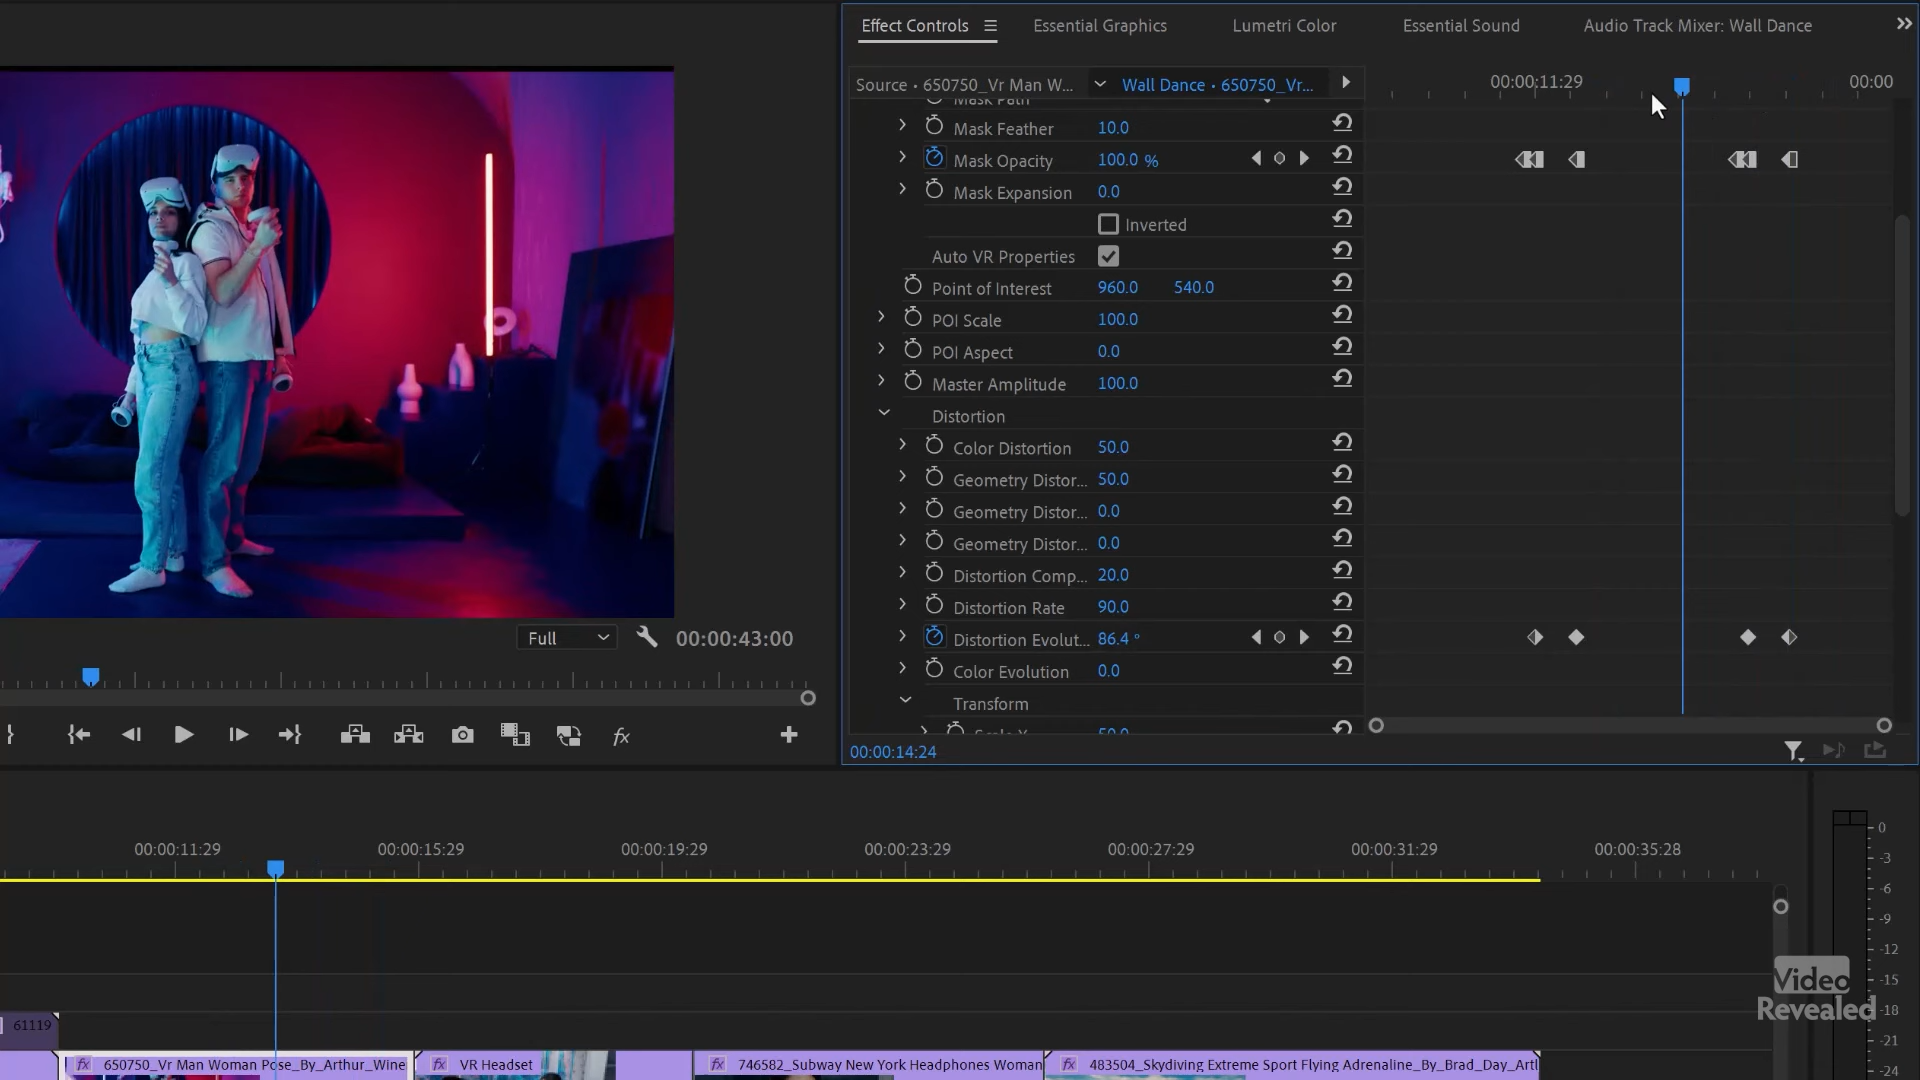 Effect Controls
Essential Graphics
Lumetri Color
Essential Sound
Audio Track Mixer: Wall Dance
Source • 650750_Vr Man W...
Wall Dance • 650750_Vr...
00:00:11:29
00:00
Mask Path
Mask Feather 10.0
Mask Opacity 100.0 %
Mask Expansion 0.0
Inverted
Auto VR Properties
Point of Interest 960.0 540.0
POI Scale 100.0
POI Aspect 0.0
Master Amplitude 100.0
Distortion
Color Distortion 50.0
Geometry Distor... 50.0
Geometry Distor... 0.0
Geometry Distor... 0.0
Distortion Comp... 20.0
Distortion Rate 90.0
Distortion Evolut... 86.4 °
Color Evolution 0.0
Transform
Scale X 50.0
00:00:14:24
Full
00:00:43:00
fx
00:00:11:29
00:00:15:29
00:00:19:29
00:00:23:29
00:00:27:29
00:00:31:29
00:00:35:28
61119
fx 650750_Vr Man Woman Pose_By_Arthur_Wine
fx VR Headset
fx 746582_Subway New York Headphones Woman
fx 483504_Skydiving Extreme Sport Flying Adrenaline_By_Brad_Day_Artl
0
-3
-6
-9
-12
-15
-18
-21
-24
Video
Revealed